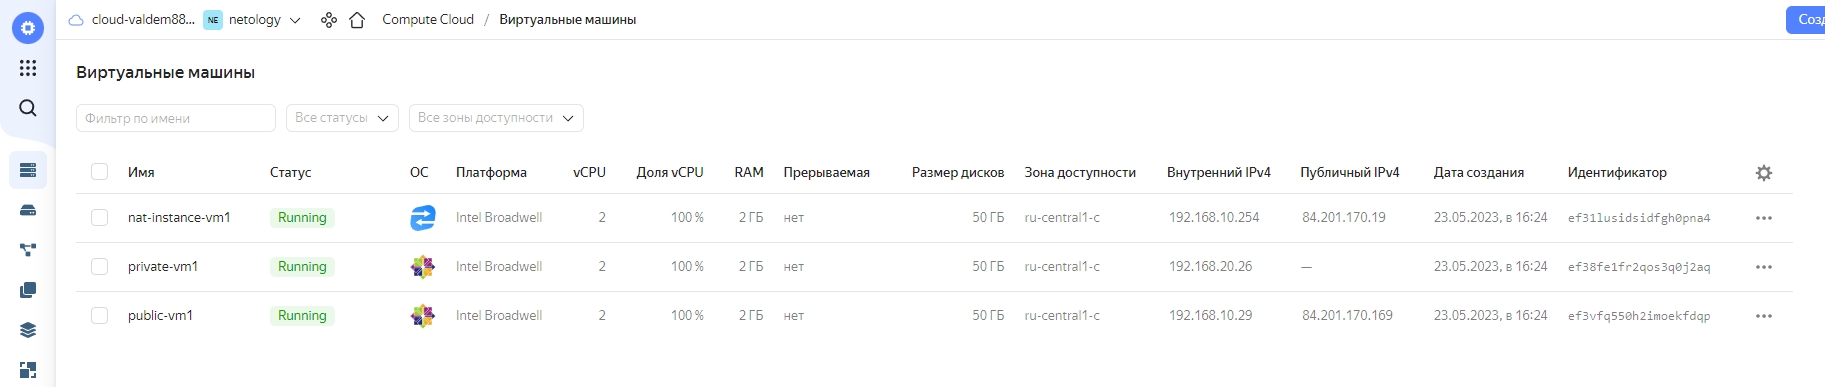 cloud-valdem88... NE netology Compute Cloud / Виртуальные машины
Созд
Виртуальные машины
Фильтр по имени Все статусы Все зоны доступности
Имя Статус ОС Платформа vCPU Доля vCPU RAM Прерываемая Размер дисков Зона доступности Внутренний IPv4 Публичный IPv4 Дата создания Идентификатор
nat-instance-vm1 Running Intel Broadwell 2 100 % 2 ГБ нет 50 ГБ ru-central1-c 192.168.10.254 84.201.170.19 23.05.2023, в 16:24 ef31lusidsidfgh0pna4
private-vm1 Running Intel Broadwell 2 100 % 2 ГБ нет 50 ГБ ru-central1-c 192.168.20.26 — 23.05.2023, в 16:24 ef38fe1fr2qos3q0j2aq
public-vm1 Running Intel Broadwell 2 100 % 2 ГБ нет 50 ГБ ru-central1-c 192.168.10.29 84.201.170.169 23.05.2023, в 16:24 ef3vfq550h2imoekfdqp